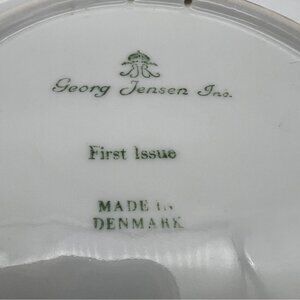 Georg Jensen Inc.
First Issue
MADE IN
DENMARK